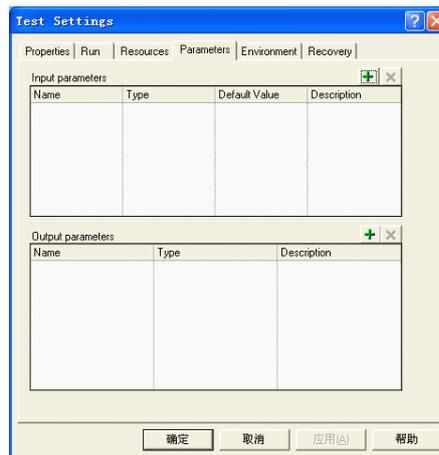 Test Settings
Properties Run Resources Parameters Environment Recovery
Input parameters
Name Type Default Value Description
Output parameters
Name Type Description
确定 取消 应用(A) 帮助